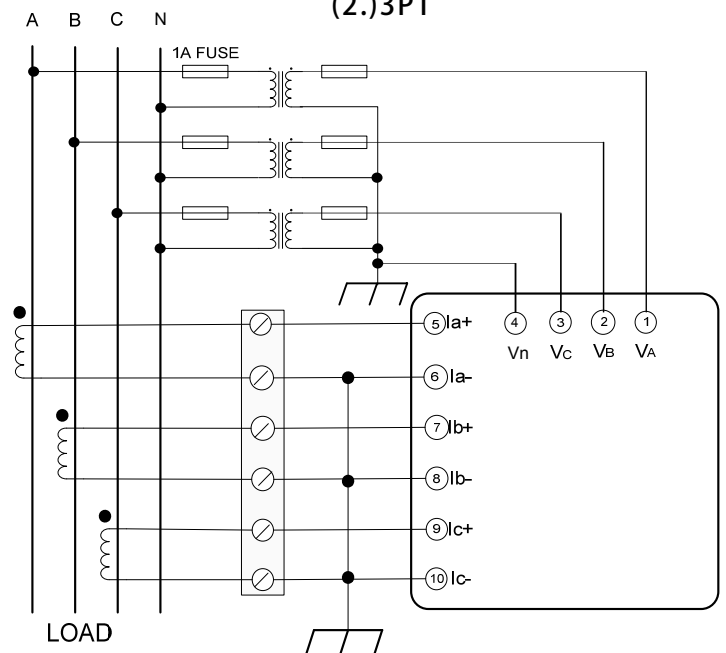 (2.)3PT
A B C N
1A FUSE
5 Ia+ 4 3 2 1
Vn VC VB VA
6 Ia-
7 Ib+
8 Ib-
9 Ic+
10 Ic-
LOAD